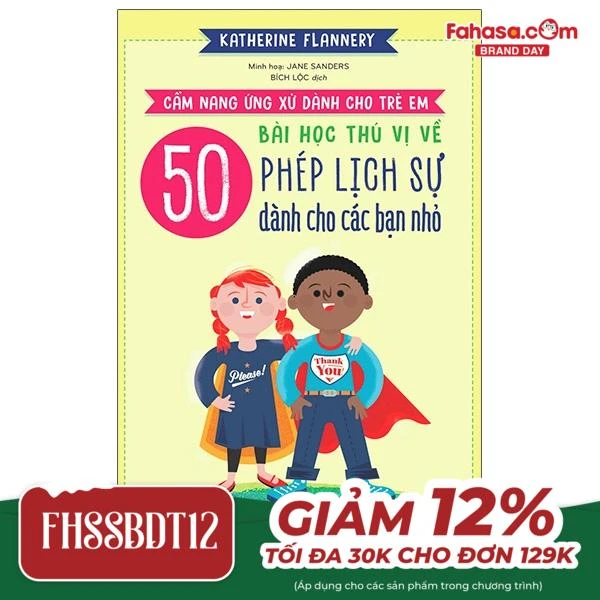 Fahasa.com
BRAND DAY
KATHERINE FLANNERY
Minh hoạ: JANE SANDERS
BÍCH LỘC dịch
CẨM NANG ỨNG XỬ DÀNH CHO TRẺ EM
50
BÀI HỌC THÚ VỊ VỀ
PHÉP LỊCH SỰ
dành cho các bạn nhỏ
Please!
Thank
You
FHSSBDT12
GIẢM 12%
TỐI ĐA 30K CHO ĐƠN 129K
(Áp dụng cho các sản phẩm trong chương trình)